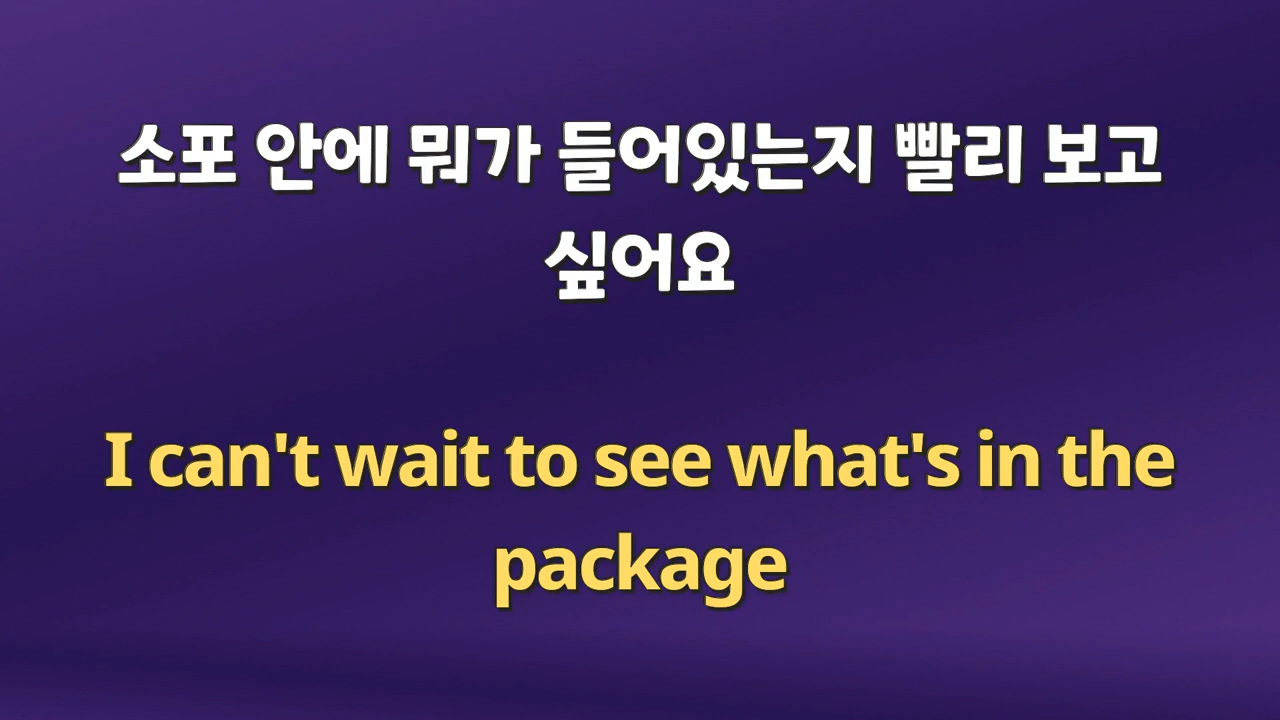 소포 안에 뭐가 들어있는지 빨리 보고
싶어요
I can't wait to see what's in the
package